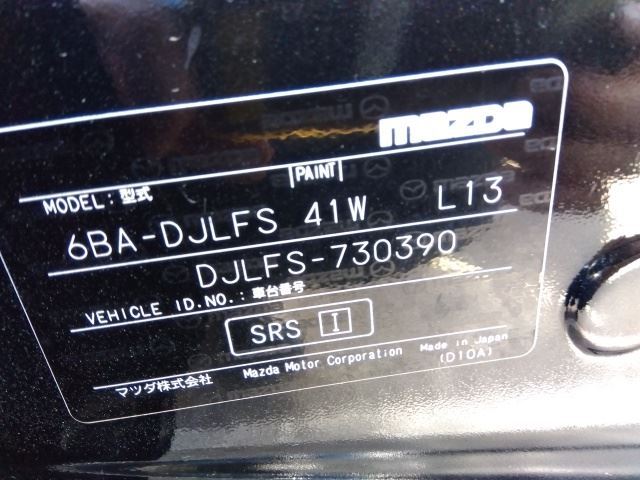 mazda
MODEL:型式 PAINT
6BA-DJLFS 41W L13
DJLFS-730390
VEHICLE ID.NO.:車台番号
SRS I
マツダ株式会社 Mazda Motor Corporation Made in Japan
(D10A)